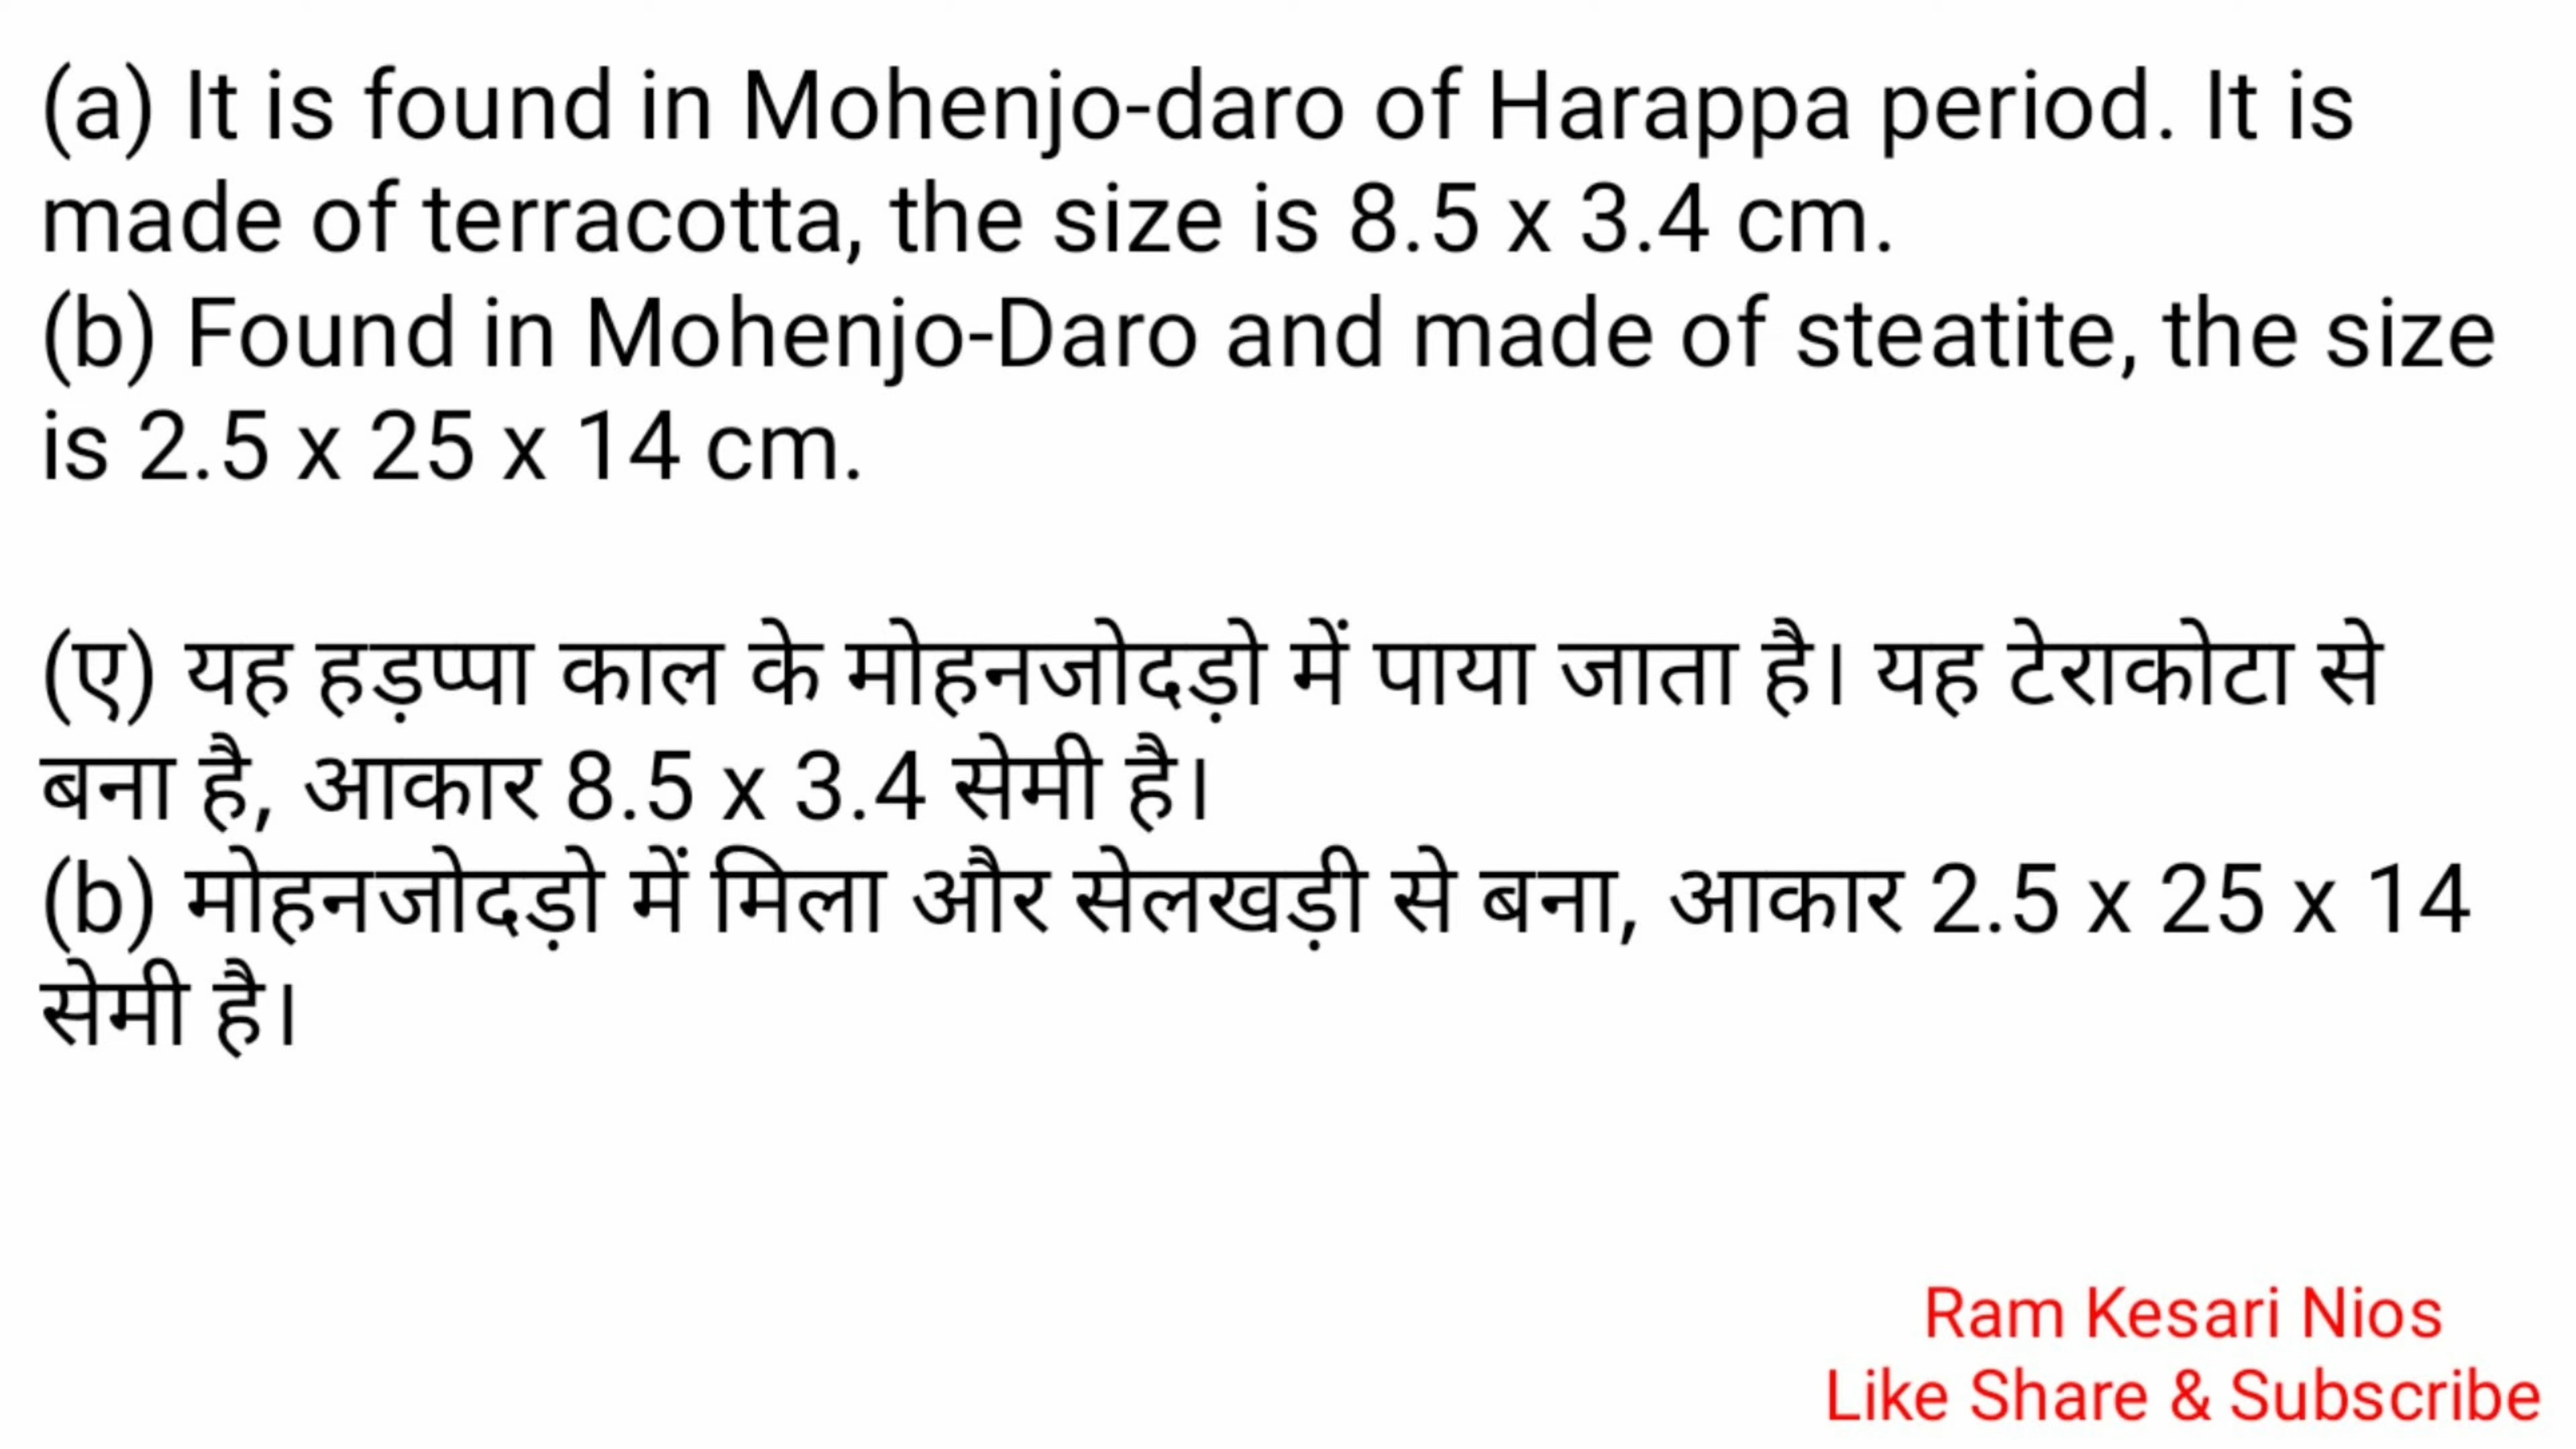 (a) It is found in Mohenjo-daro of Harappa period. It is
made of terracotta, the size is 8.5 x 3.4 cm.
(b) Found in Mohenjo-Daro and made of steatite, the size
is 2.5 x 25 x 14 cm.
(ए) यह हड़प्पा काल के मोहनजोदड़ो में पाया जाता है। यह टेराकोटा से
बना है, आकार 8.5 x 3.4 सेमी है।
(b) मोहनजोदड़ो में मिला और सेलखड़ी से बना, आकार 2.5 x 25 x 14
सेमी है।
Ram Kesari Nios
Like Share & Subscribe